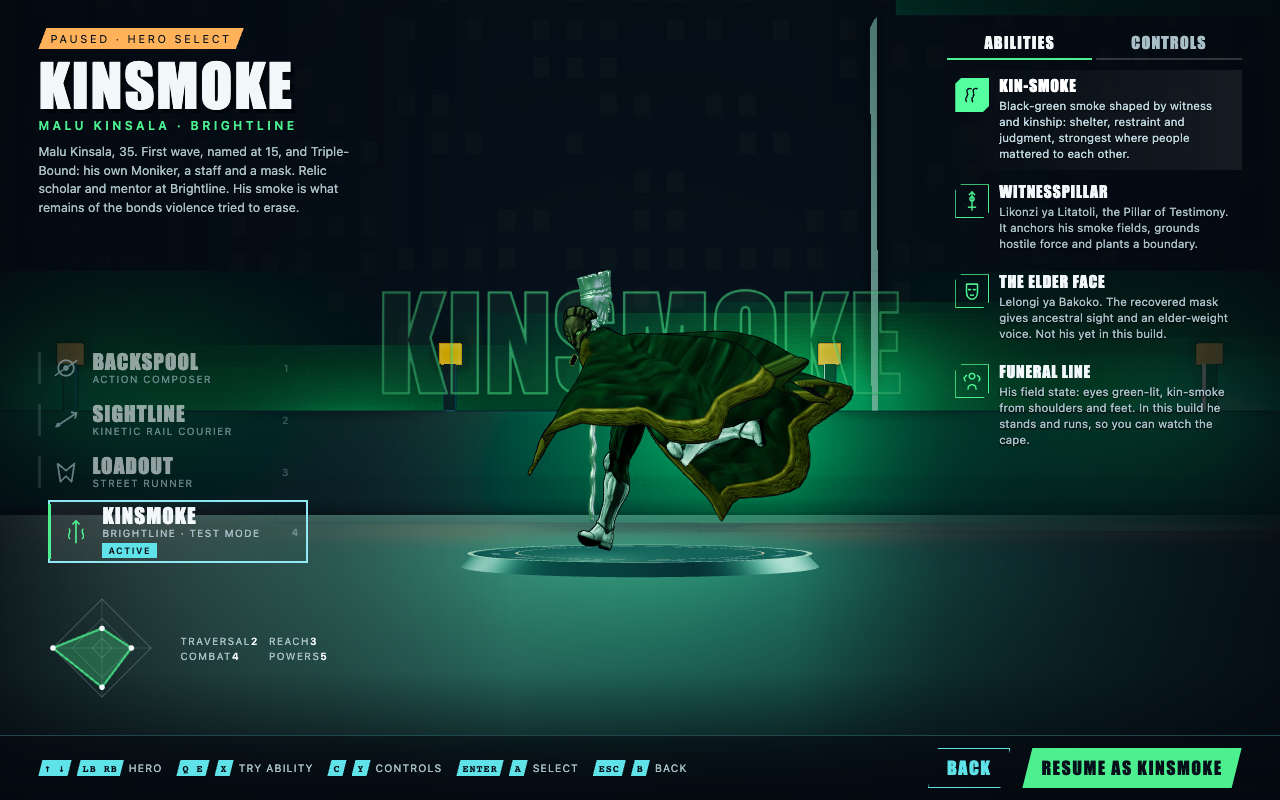 PAUSED · HERO SELECT
KINSMOKE
MALU KINSALA · BRIGHTLINE
Malu Kinsala, 35. First wave, named at 15, and Triple-
Bound: his own Moniker, a staff and a mask. Relic
scholar and mentor at Brightline. His smoke is what
remains of the bonds violence tried to erase.
KINSMOKE
BACKSPOOL 1
ACTION COMPOSER
SIGHTLINE 2
KINETIC RAIL COURIER
LOADOUT 3
STREET RUNNER
KINSMOKE
BRIGHTLINE · TEST MODE 4
ACTIVE
TRAVERSAL2 REACH3
COMBAT4 POWERS5
ABILITIES CONTROLS
KIN-SMOKE
Black-green smoke shaped by witness
and kinship: shelter, restraint and
judgment, strongest where people
mattered to each other.
WITNESSPILLAR
Likonzi ya Litatoli, the Pillar of Testimony.
It anchors his smoke fields, grounds
hostile force and plants a boundary.
THE ELDER FACE
Lelongi ya Bakoko. The recovered mask
gives ancestral sight and an elder-weight
voice. Not his yet in this build.
FUNERAL LINE
His field state: eyes green-lit, kin-smoke
from shoulders and feet. In this build he
stands and runs, so you can watch the
cape.
↑ ↓ LB RB HERO Q E X TRY ABILITY C Y CONTROLS ENTER A SELECT ESC B BACK
BACK RESUME AS KINSMOKE